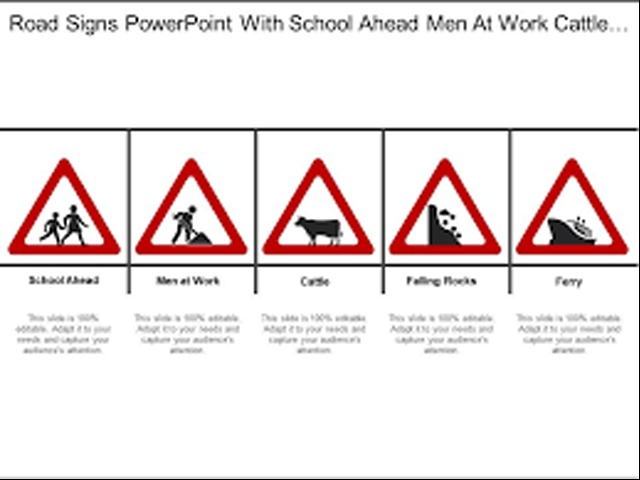 Road Signs PowerPoint With School Ahead Men At Work Cattle...
School Ahead
Men at Work
Cattle
Falling Rocks
Ferry
This slide is 100%
editable. Adapt it to your
needs and capture your
audience's attention.
This slide is 100% editable.
Adapt it to your needs and
capture your audience's
attention.
This slide is 100% editable.
Adapt it to your needs and
capture your audience's
attention.
This slide is 100% editable.
Adapt it to your needs and
capture your audience's
attention.
This slide is 100% editable.
Adapt it to your needs and
capture your audience's
attention.